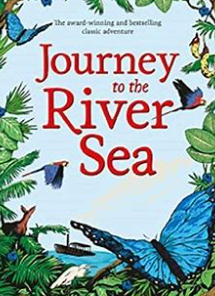 The award-winning and bestselling
classic adventure
Journey
to the
River
Sea